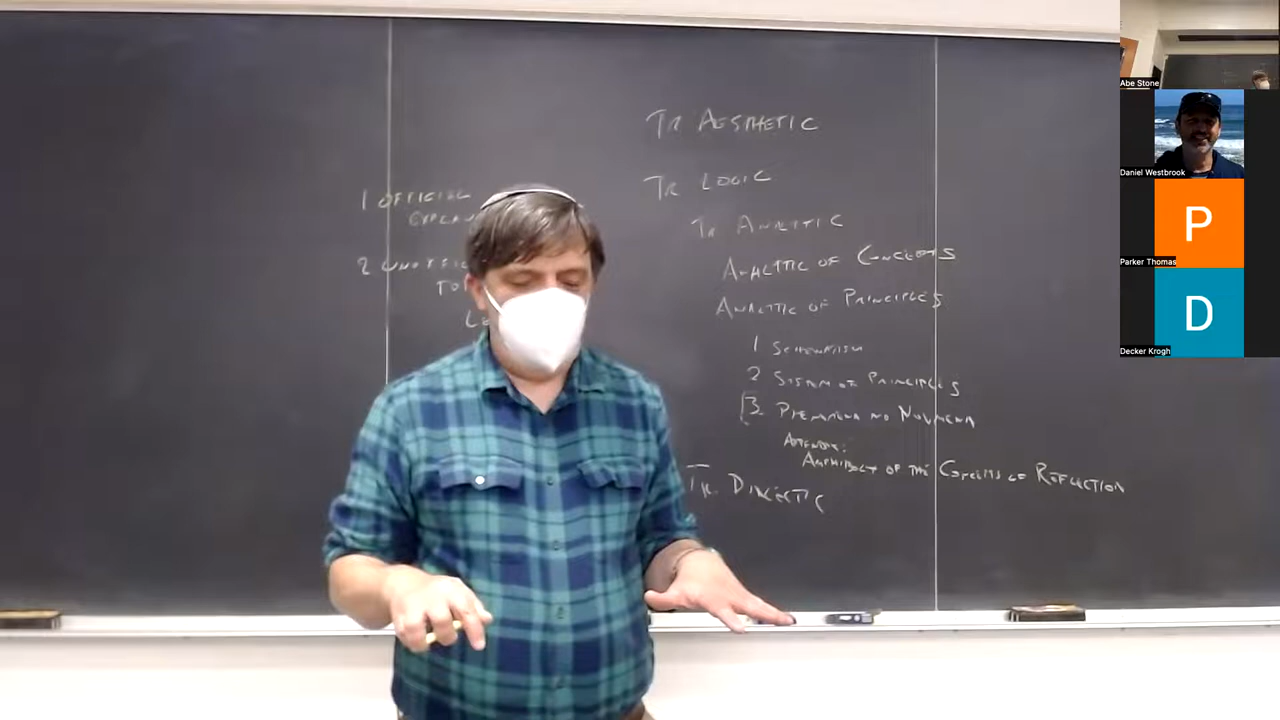 Tr Aesthetic
Tr Logic
Tr Analytic
1 Official
Analytic of Concepts
2
Analytic of Principles
1 Schematism
2 System of Principles
3. Phenomena and Noumena
Appendix:
Amphiboly of the Concepts of Reflection
Tr. Dialectic
Abe Stone
Daniel Westbrook
P
Parker Thomas
D
Decker Krogh